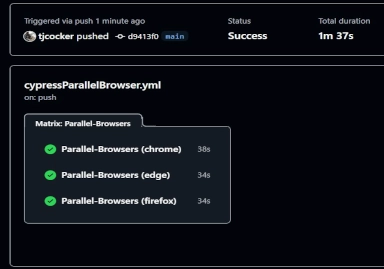 Triggered via push 1 minute ago
Status
Total duration
tjcocker pushed d9413f0 main
Success
1m 37s
cypressParallelBrowser.yml
on: push
Matrix: Parallel-Browsers
Parallel-Browsers (chrome) 38s
Parallel-Browsers (edge) 34s
Parallel-Browsers (firefox) 34s